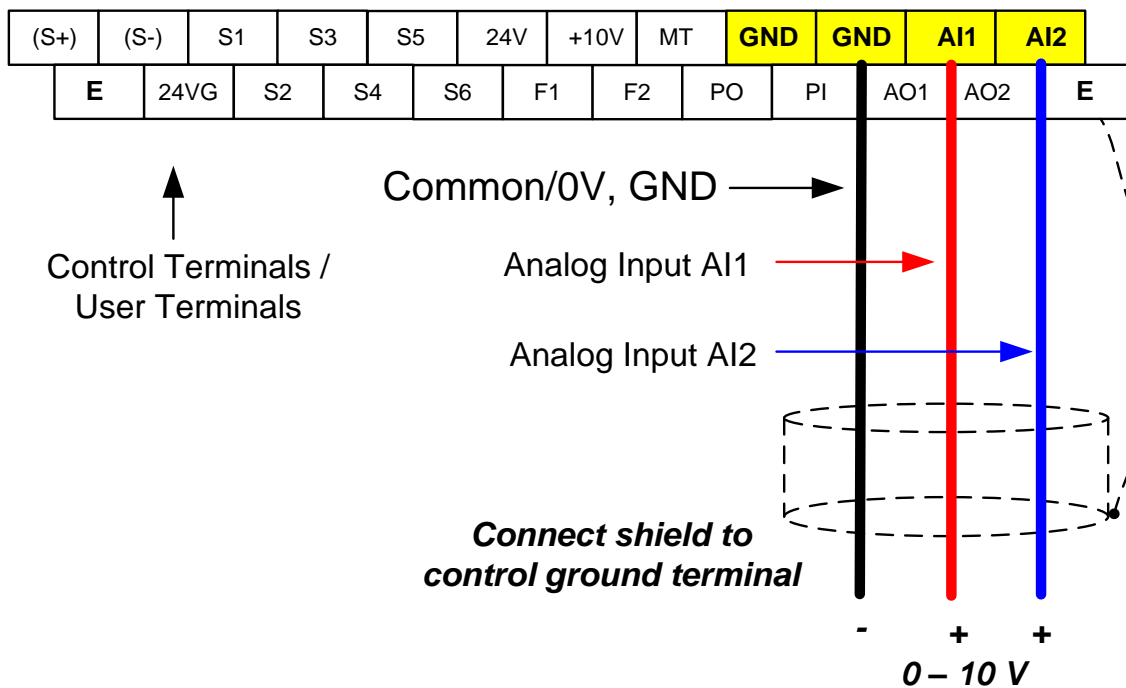 (S+) (S-) S1 S3 S5 24V +10V MT GND GND AI1 AI2
E 24VG S2 S4 S6 F1 F2 PO PI AO1 AO2 E
Common/0V, GND
Control Terminals /
User Terminals
Analog Input AI1
Analog Input AI2
Connect shield to
control ground terminal
- + +
0 – 10 V